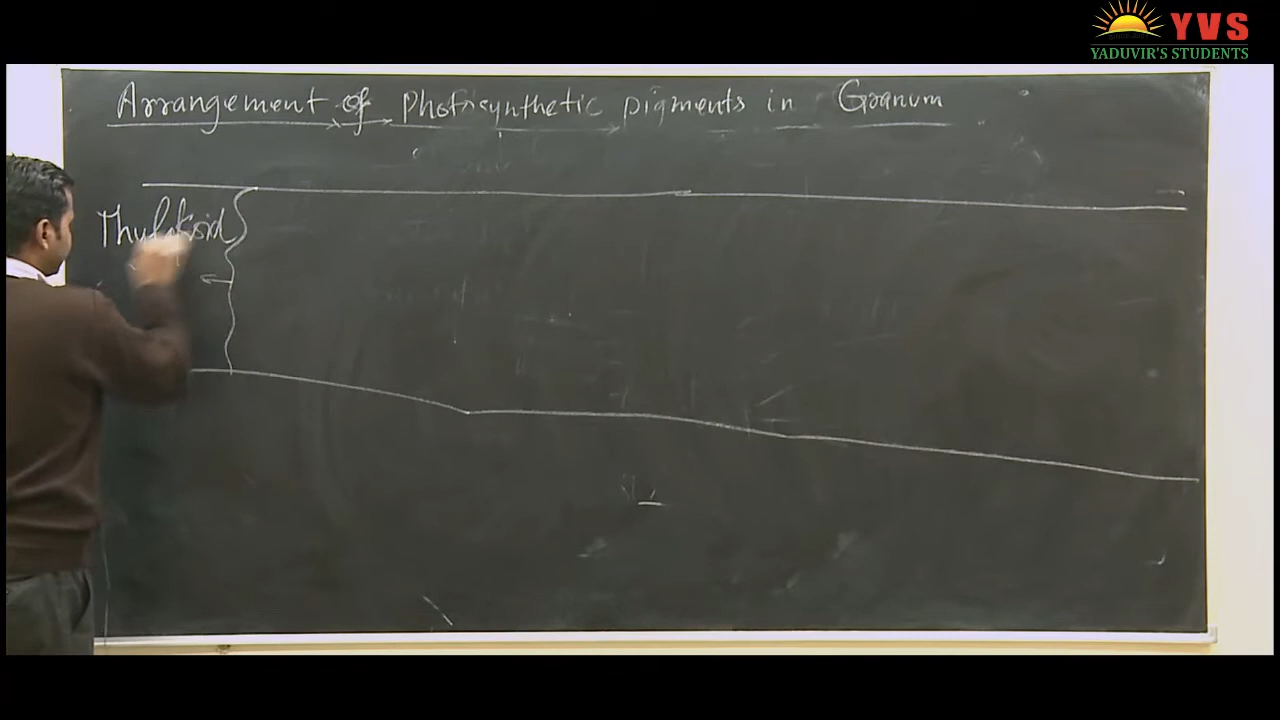 YVS
YADUVIR'S STUDENTS
Arrangement of Photosynthetic pigments in Granum
Thylakoid